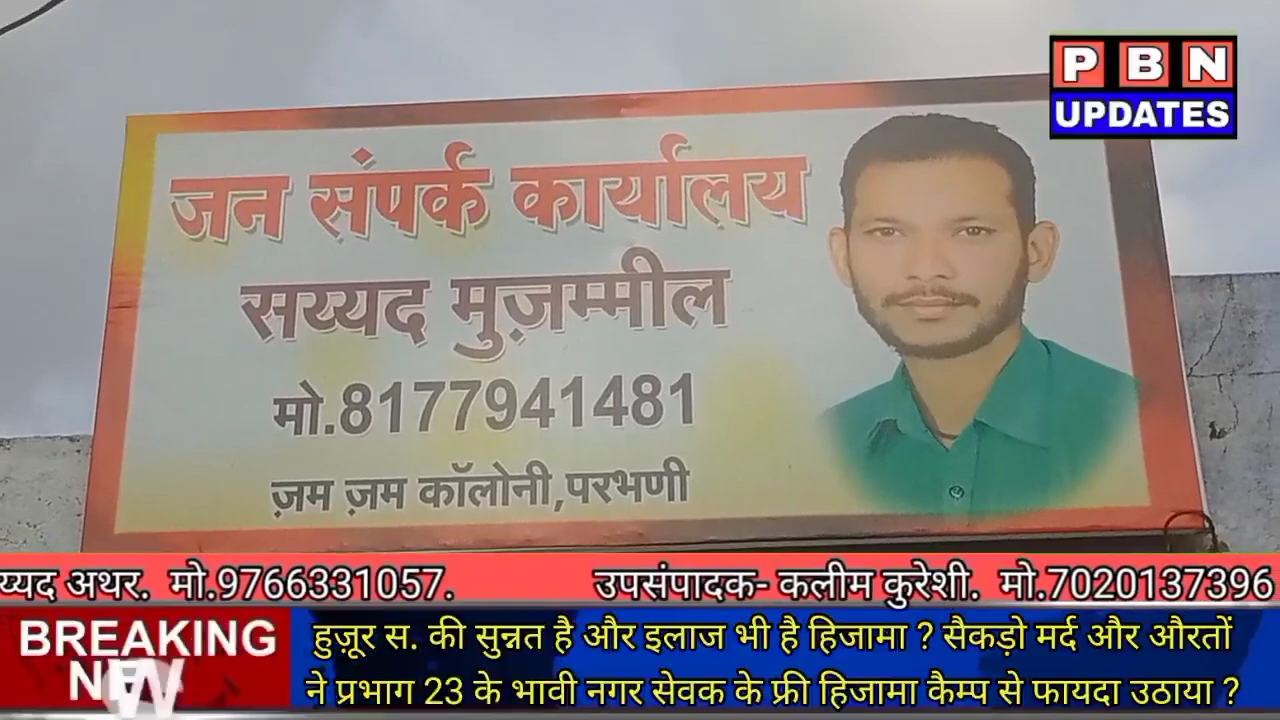 PBN
UPDATES
जन संपर्क कार्यालय
सय्यद मुज़म्मील
मो.8177941481
ज़म ज़म कॉलोनी,परभणी
य्यद अथर. मो.9766331057. उपसंपादक- कलीम कुरेशी. मो.7020137396
BREAKING
हुज़ूर स. की सुन्नत है और इलाज भी है हिजामा ? सैकड़ो मर्द और औरतों
ने प्रभाग 23 के भावी नगर सेवक के फ्री हिजामा कैम्प से फायदा उठाया ?